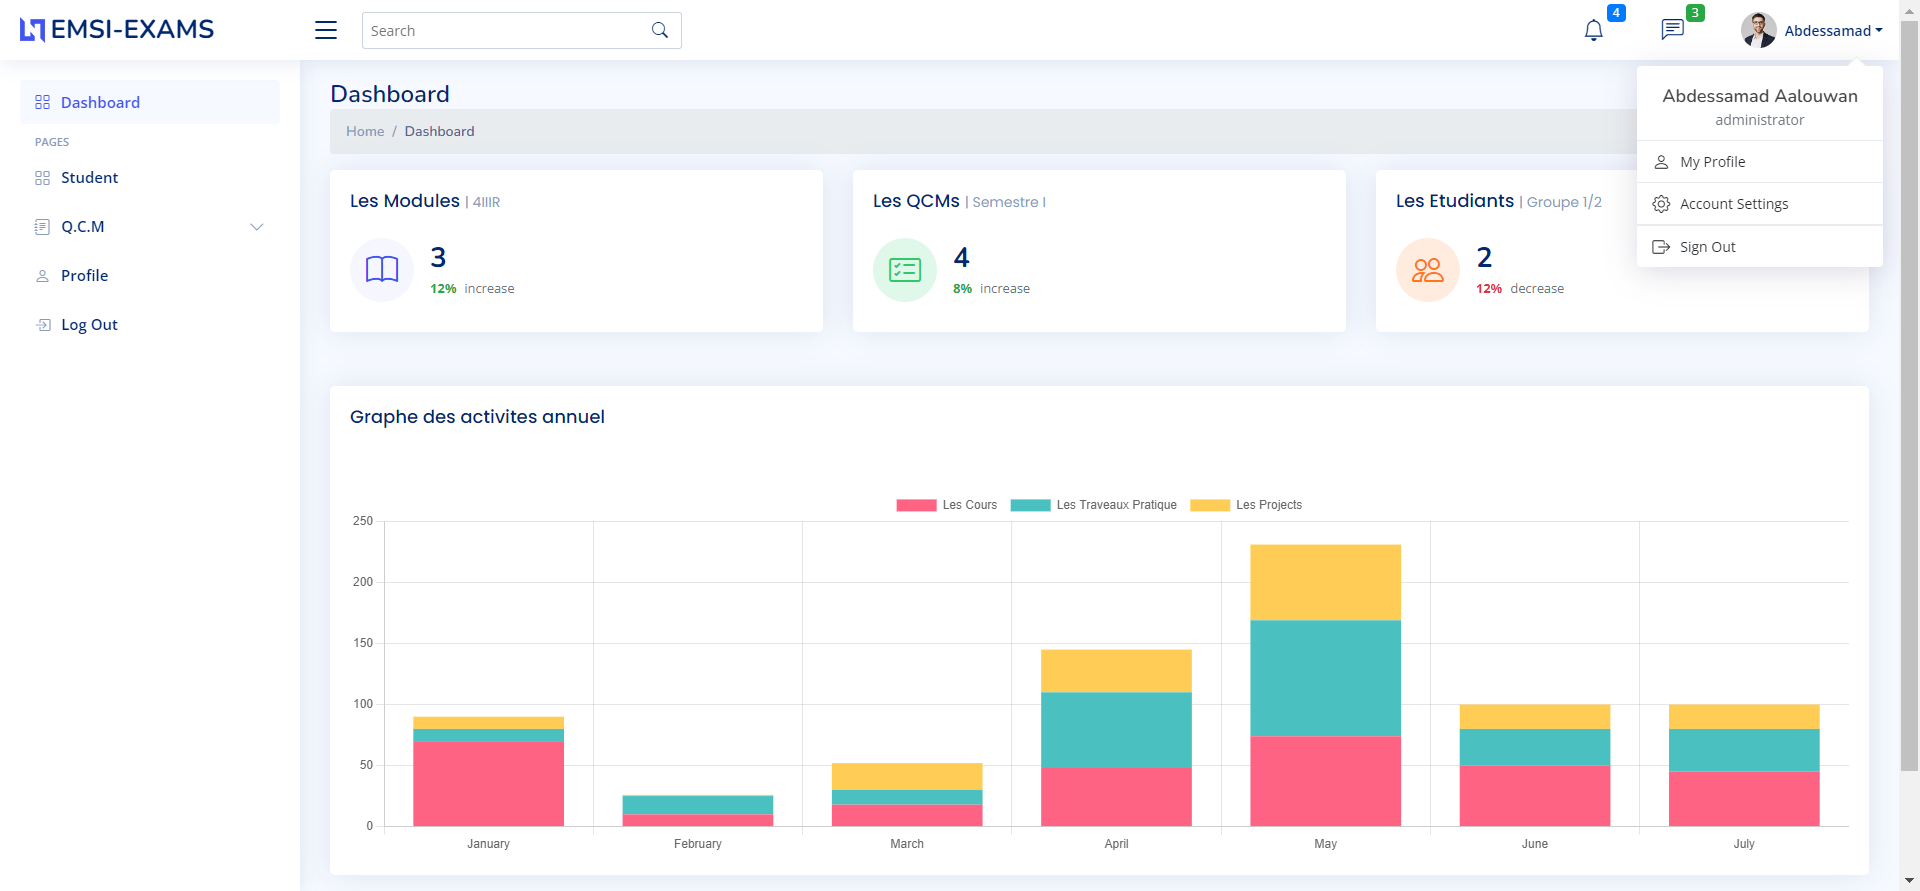 EMSI-EXAMS
Search
4
3
Abdessamad
Abdessamad Aalouwan
administrator
My Profile
Account Settings
Sign Out
Dashboard
PAGES
Student
Q.C.M
Profile
Log Out
Dashboard
Home / Dashboard
Les Modules | 4IIIR
3
12% increase
Les QCMs | Semestre I
4
8% increase
Les Etudiants | Groupe 1/2
2
12% decrease
Graphe des activites annuel
Les Cours Les Traveaux Pratique Les Projects
250
200
150
100
50
0
January February March April May June July